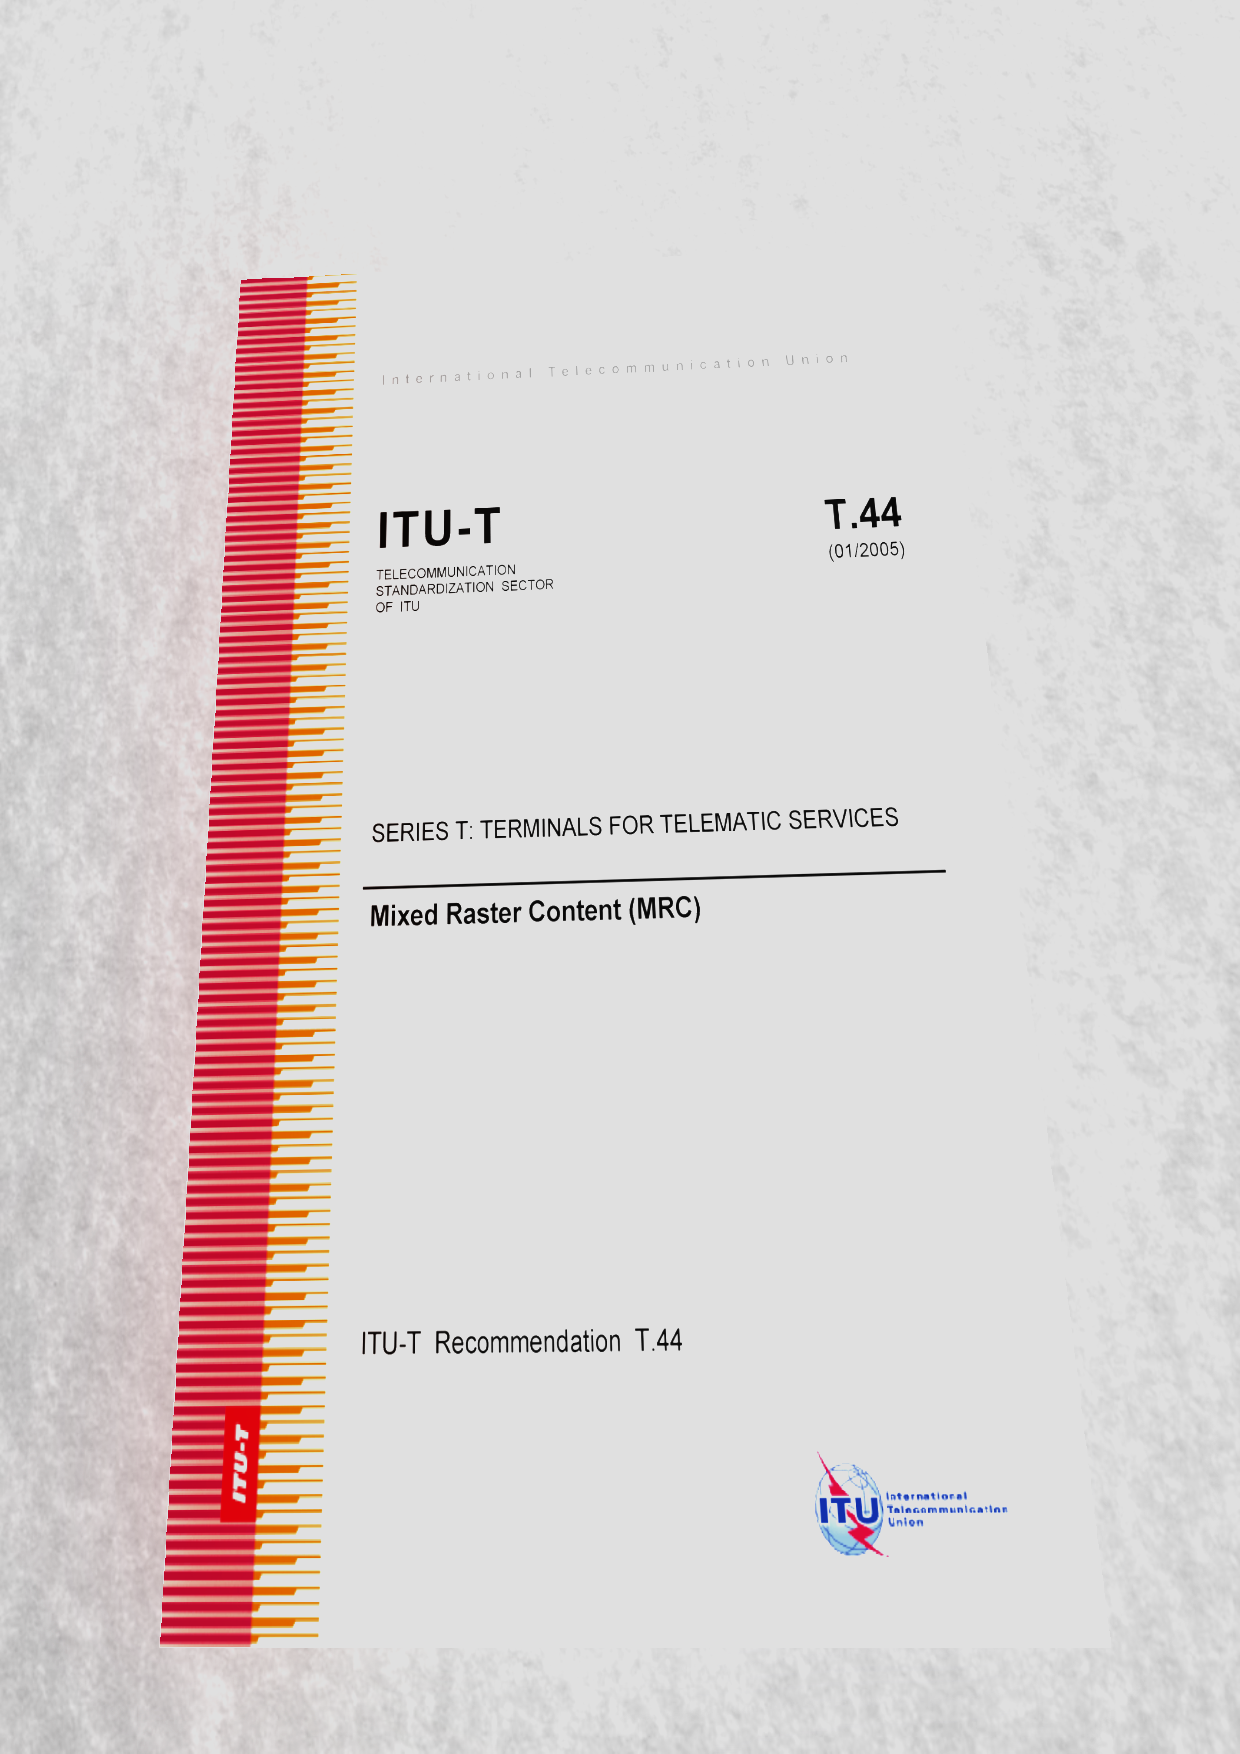 International Telecommunication Union
ITU-T
T.44
(01/2005)
TELECOMMUNICATION
STANDARDIZATION SECTOR
OF ITU
SERIES T: TERMINALS FOR TELEMATIC SERVICES
Mixed Raster Content (MRC)
ITU-T Recommendation T.44
ITU-T
ITU
International
Telecommunication
Union